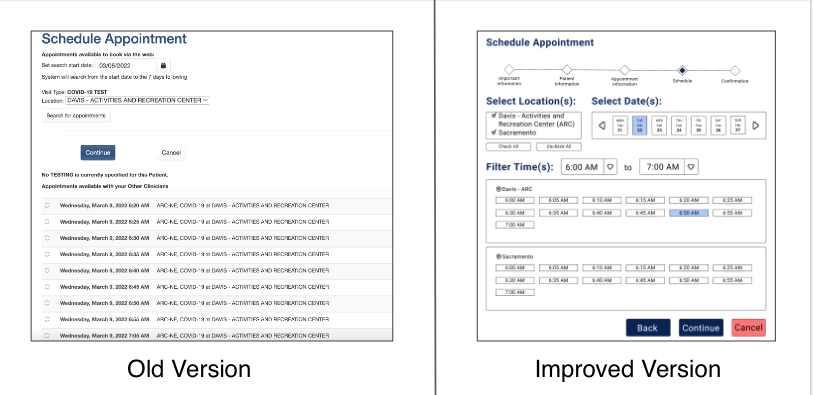 Schedule Appointment
Appointments available to book via the web:
Set search start date: 03/08/2022
System will search from the start date to the 7 days following
Visit Type: COVID-19 TEST
Location: DAVIS - ACTIVITIES AND RECREATION CENTER
Search for appointments
Continue Cancel
No TESTING is currently specified for this Patient.
Appointments available with your Other Clinicians
Wednesday, March 9, 2022 6:20 AM ARC-NE, COVID-19 at DAVIS - ACTIVITIES AND RECREATION CENTER
Wednesday, March 9, 2022 6:25 AM ARC-NE, COVID-19 at DAVIS - ACTIVITIES AND RECREATION CENTER
Wednesday, March 9, 2022 6:30 AM ARC-NE, COVID-19 at DAVIS - ACTIVITIES AND RECREATION CENTER
Wednesday, March 9, 2022 6:35 AM ARC-NE, COVID-19 at DAVIS - ACTIVITIES AND RECREATION CENTER
Wednesday, March 9, 2022 6:40 AM ARC-NE, COVID-19 at DAVIS - ACTIVITIES AND RECREATION CENTER
Wednesday, March 9, 2022 6:45 AM ARC-NE, COVID-19 at DAVIS - ACTIVITIES AND RECREATION CENTER
Wednesday, March 9, 2022 6:50 AM ARC-NE, COVID-19 at DAVIS - ACTIVITIES AND RECREATION CENTER
Wednesday, March 9, 2022 6:55 AM ARC-NE, COVID-19 at DAVIS - ACTIVITIES AND RECREATION CENTER
Wednesday, March 9, 2022 7:05 AM ARC-NE, COVID-19 at DAVIS - ACTIVITIES AND RECREATION CENTER
Old Version
Schedule Appointment
Important Information
Patient Information
Appointment Information
Schedule
Confirmation
Select Location(s): Select Date(s):
Davis - Activities and
Recreation Center (ARC)
Sacramento
Check All Uncheck All
21 22 23 24 25 26 27
Filter Time(s): 6:00 AM to 7:00 AM
Davis - ARC
6:00 AM 6:05 AM 6:10 AM 6:15 AM 6:20 AM 6:25 AM
6:30 AM 6:35 AM 6:40 AM 6:45 AM 6:50 AM 6:55 AM
7:00 AM
Sacramento
6:00 AM 6:05 AM 6:10 AM 6:15 AM 6:20 AM 6:25 AM
6:30 AM 6:35 AM 6:40 AM 6:45 AM 6:50 AM 6:55 AM
7:00 AM
Back Continue Cancel
Improved Version